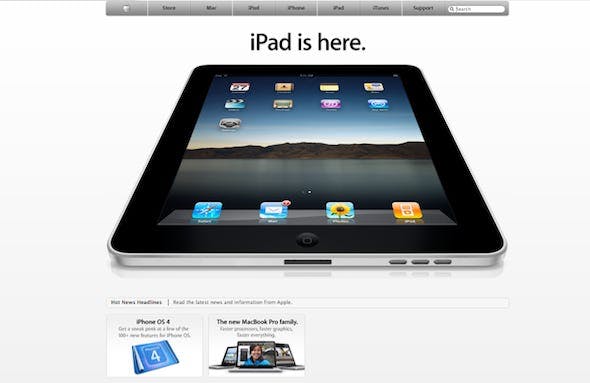 Store Mac iPod iPhone iPad iTunes Support Search
iPad is here.
27
Safari Mail Photos iPod
Hot News Headlines | Read the latest news and information from Apple.
iPhone OS 4
Get a sneak peek at a few of the
100+ new features for iPhone OS.
4
The new MacBook Pro family.
Faster processors, faster graphics,
faster everything.